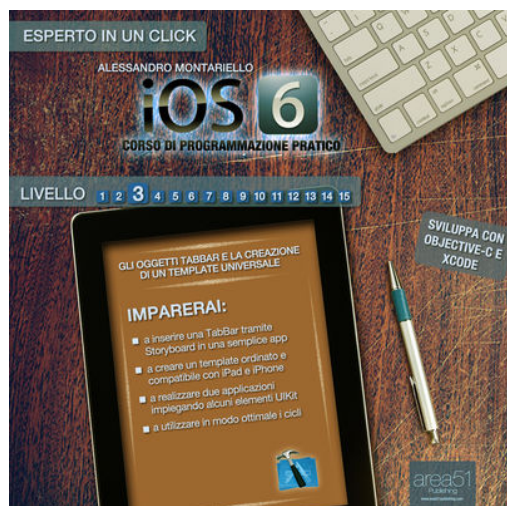 ESPERTO IN UN CLICK
ALESSANDRO MONTARIELLO
iOS 6
CORSO DI PROGRAMMAZIONE PRATICO
LIVELLO 1 2 3 4 5 6 7 8 9 10 11 12 13 14 15
SVILUPPA CON
OBJECTIVE-C E
XCODE
GLI OGGETTI TABBAR E LA CREAZIONE
DI UN TEMPLATE UNIVERSALE
IMPARERAI:
■ a inserire una TabBar tramite
Storyboard in una semplice app
■ a creare un template ordinato e
compatibile con iPad e iPhone
■ a realizzare due applicazioni
impiegando alcuni elementi UIKit
■ a utilizzare in modo ottimale i cicli
area51
Publishing